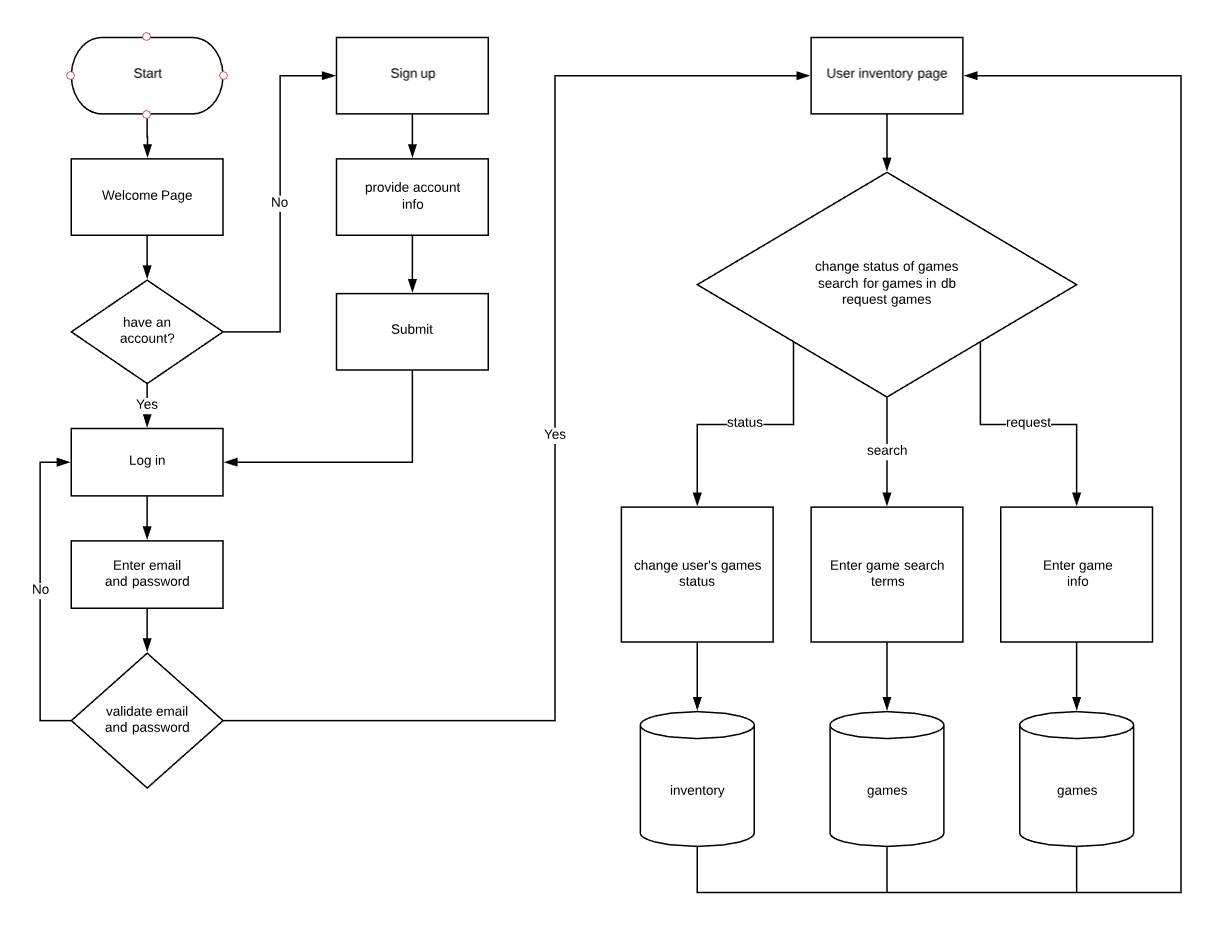 Start
Sign up
User inventory page
Welcome Page
provide account
info
No
have an
account?
Submit
change status of games
search for games in db
request games
Yes
Log in
Yes
status
search
request
Enter email
and password
No
change user's games
status
Enter game search
terms
Enter game
info
validate email
and password
inventory
games
games